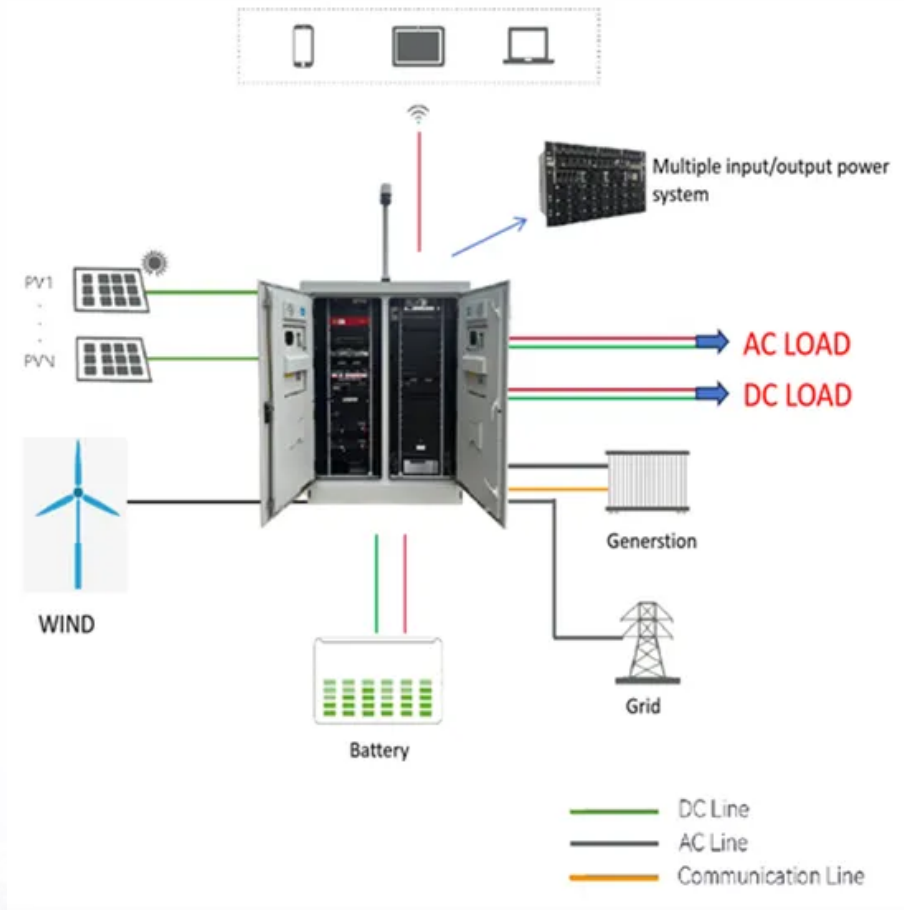 Multiple input/output power
system
PV1
PVN
AC LOAD
DC LOAD
Generstion
WIND
Grid
Battery
DC Line
AC Line
Communication Line